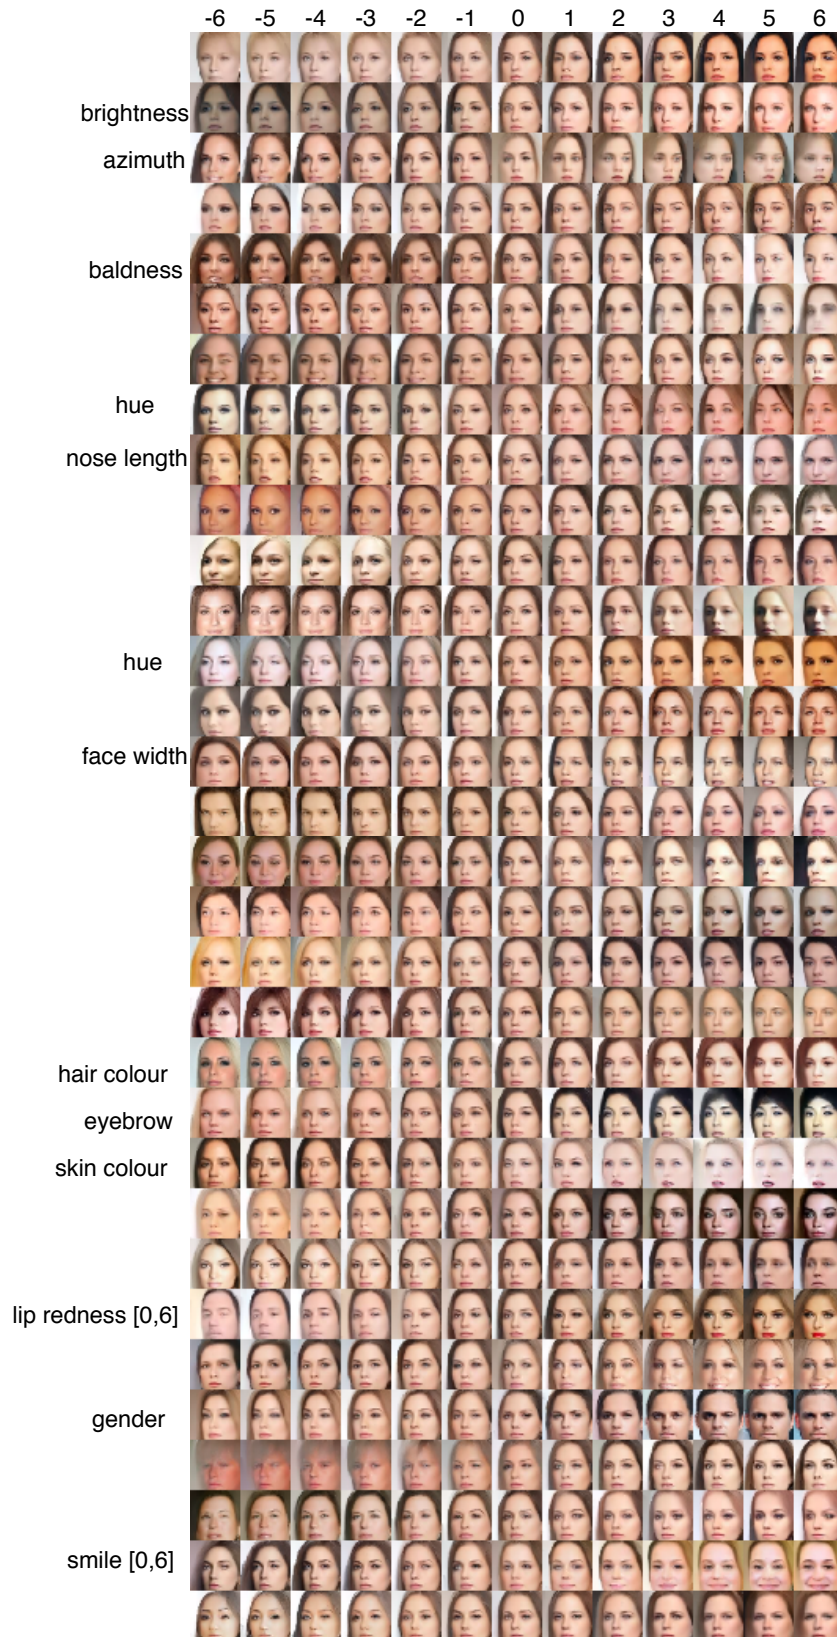 -6 -5 -4 -3 -2 -1 0 1 2 3 4 5 6
brightness
azimuth
baldness
hue
nose length
hue
face width
hair colour
eyebrow
skin colour
lip redness [0,6]
gender
smile [0,6]